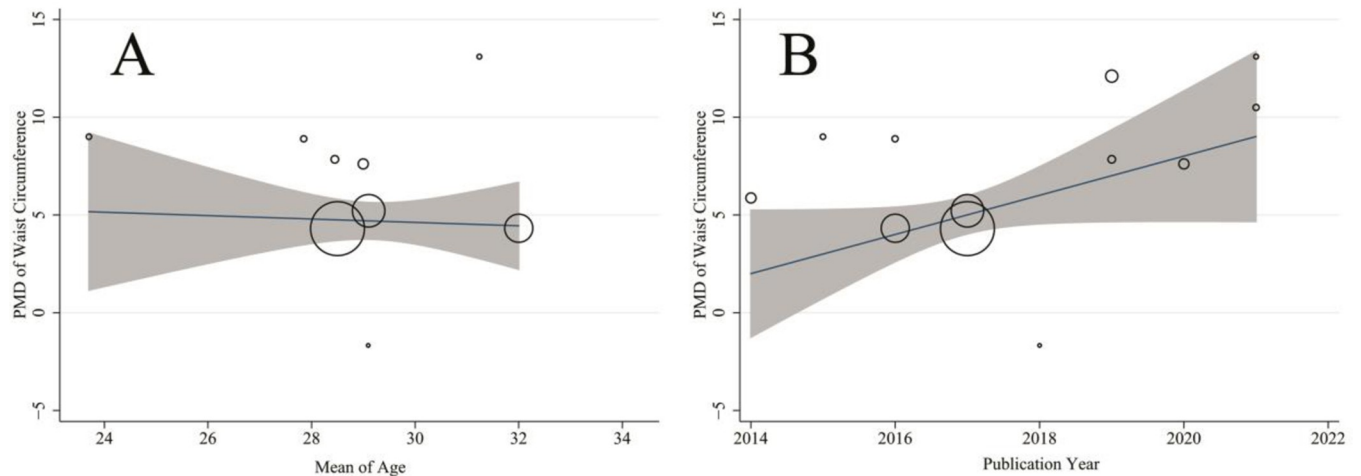 A
PMD of Waist Circumference
15
10
5
0
−5
24 26 28 30 32 34
Mean of Age
B
PMD of Waist Circumference
15
10
5
0
−5
2014 2016 2018 2020 2022
Publication Year